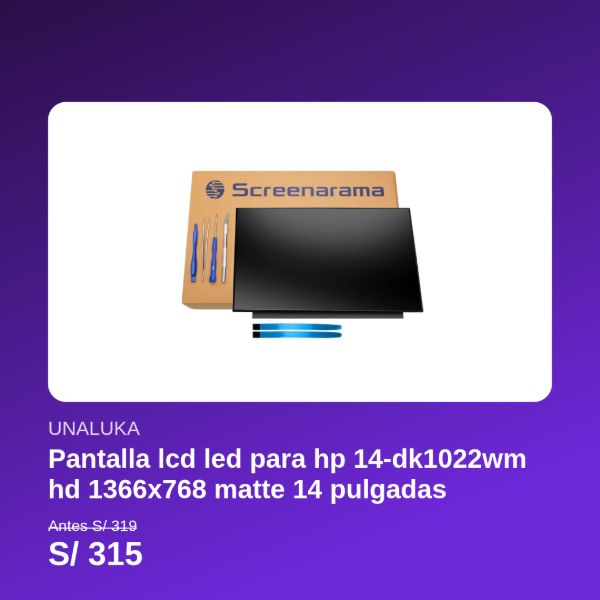 Screenarama
UNALUKA
Pantalla lcd led para hp 14-dk1022wm
hd 1366x768 matte 14 pulgadas
Antes S/ 319
S/ 315